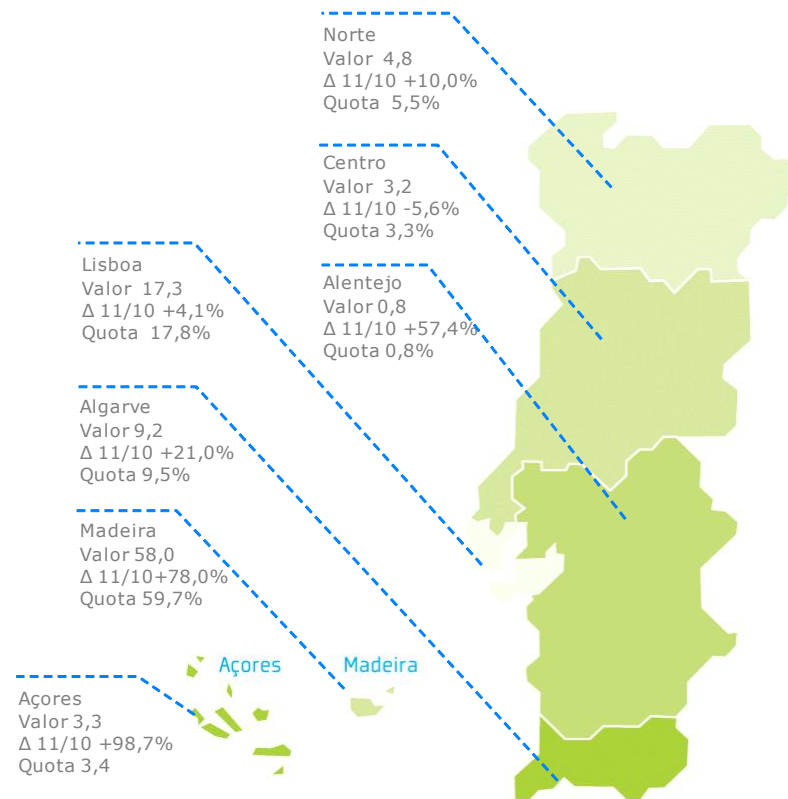 Norte
Valor 4,8
Δ 11/10 +10,0%
Quota 5,5%
Centro
Valor 3,2
Δ 11/10 -5,6%
Quota 3,3%
Lisboa
Valor 17,3
Δ 11/10 +4,1%
Quota 17,8%
Alentejo
Valor 0,8
Δ 11/10 +57,4%
Quota 0,8%
Algarve
Valor 9,2
Δ 11/10 +21,0%
Quota 9,5%
Madeira
Valor 58,0
Δ 11/10+78,0%
Quota 59,7%
Açores
Madeira
Açores
Valor 3,3
Δ 11/10 +98,7%
Quota 3,4